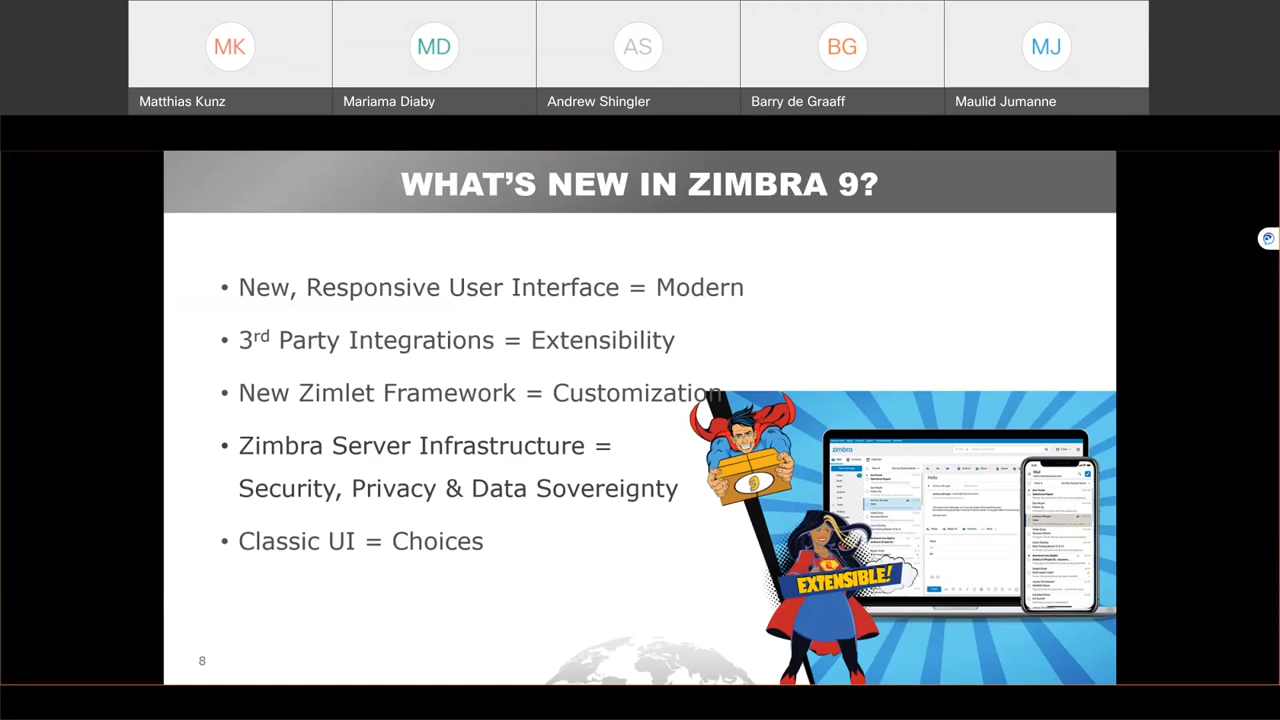 MK
MD
AS
BG
MJ
Matthias Kunz
Mariama Diaby
Andrew Shingler
Barry de Graaff
Maulid Jumanne
WHAT'S NEW IN ZIMBRA 9?
• New, Responsive User Interface = Modern
• 3rd Party Integrations = Extensibility
• New Zimlet Framework = Customization
• Zimbra Server Infrastructure =
Security, Privacy & Data Sovereignty
• Classic UI = Choices
9
zimbra
Hello
EXTENSIBLE!
8